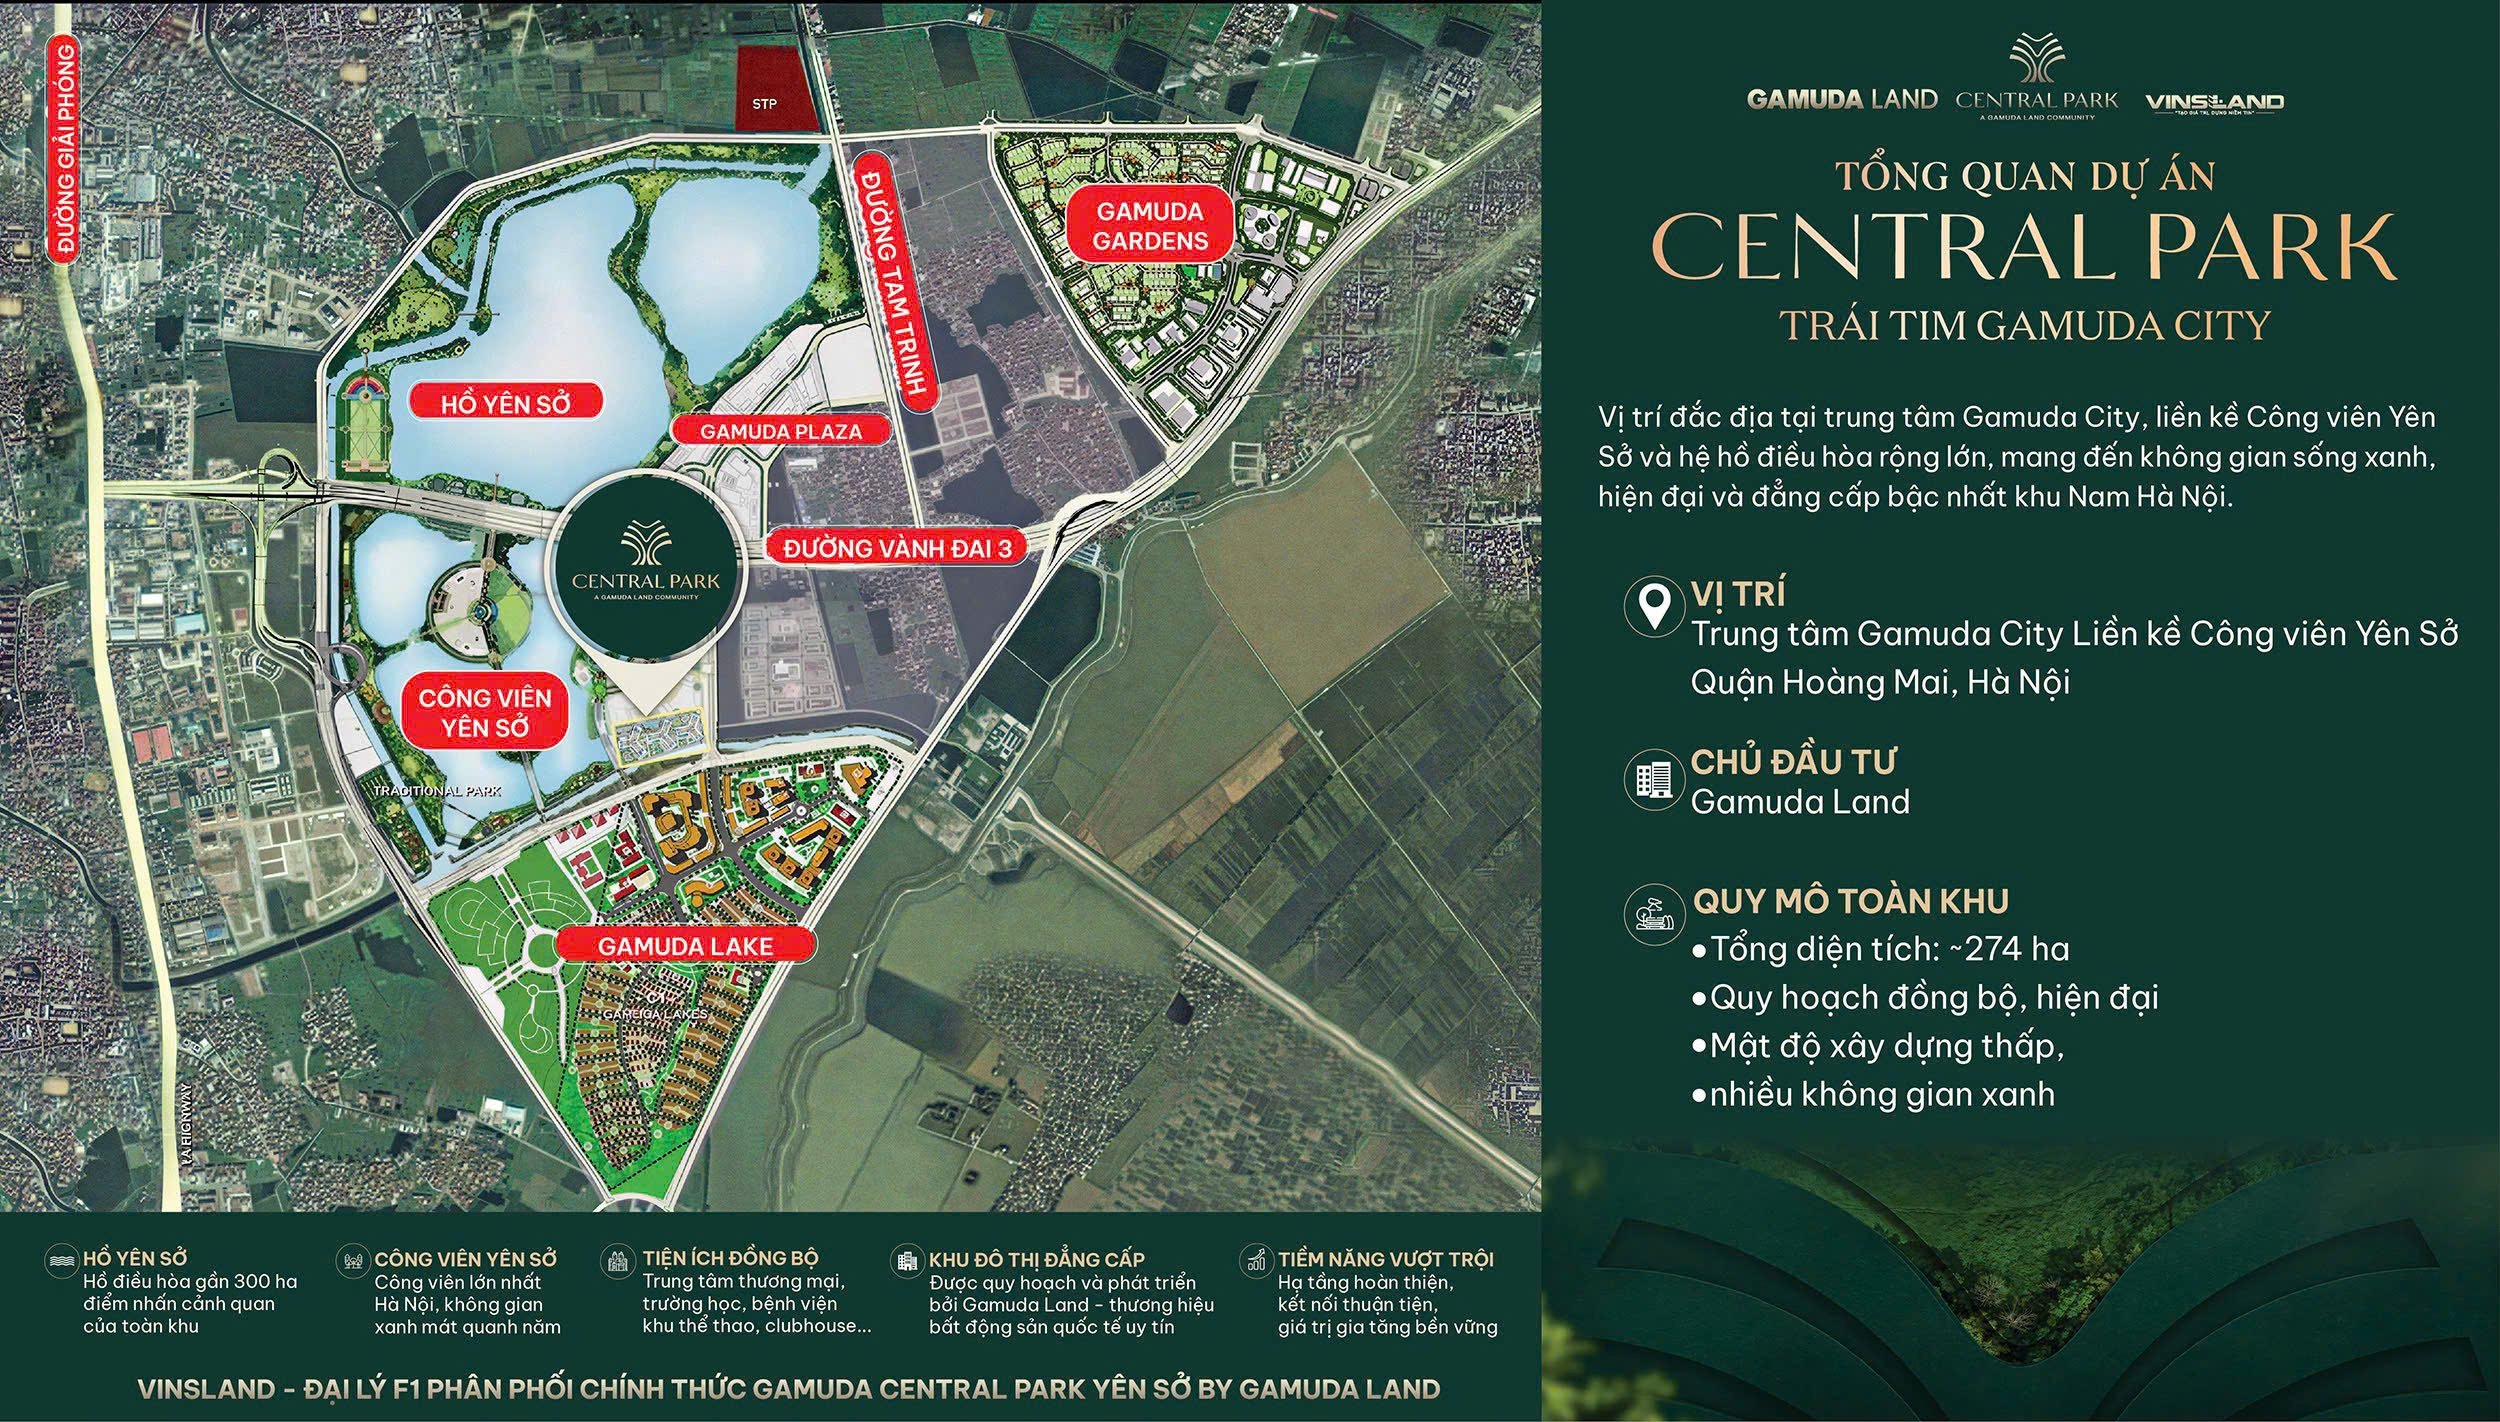 ĐƯỜNG GIẢI PHÓNG
STP
ĐƯỜNG TAM TRINH
GAMUDA
GARDENS
HỒ YÊN SỞ
GAMUDA PLAZA
CENTRAL PARK
A GAMUDA LAND COMMUNITY
ĐƯỜNG VÀNH ĐAI 3
CÔNG VIÊN
YÊN SỞ
TRADITIONAL PARK
GAMUDA LAKE
GAMUDA LAND
CENTRAL PARK
A GAMUDA LAND COMMUNITY
VINSLAND
"TẠO GIÁ TRỊ, DỰNG NIỀM TIN"
TỔNG QUAN DỰ ÁN
CENTRAL PARK
TRÁI TIM GAMUDA CITY
Vị trí đắc địa tại trung tâm Gamuda City, liền kề Công viên Yên
Sở và hệ hồ điều hòa rộng lớn, mang đến không gian sống xanh,
hiện đại và đẳng cấp bậc nhất khu Nam Hà Nội.
VỊ TRÍ
Trung tâm Gamuda City Liền kề Công viên Yên Sở
Quận Hoàng Mai, Hà Nội
CHỦ ĐẦU TƯ
Gamuda Land
QUY MÔ TOÀN KHU
•Tổng diện tích: ~274 ha
•Quy hoạch đồng bộ, hiện đại
•Mật độ xây dựng thấp,
•nhiều không gian xanh
HỒ YÊN SỞ
Hồ điều hòa gần 300 ha
điểm nhấn cảnh quan
của toàn khu
CÔNG VIÊN YÊN SỞ
Công viên lớn nhất
Hà Nội, không gian
xanh mát quanh năm
TIỆN ÍCH ĐỒNG BỘ
Trung tâm thương mại,
trường học, bệnh viện
khu thể thao, clubhouse...
KHU ĐÔ THỊ ĐẲNG CẤP
Được quy hoạch và phát triển
bởi Gamuda Land - thương hiệu
bất động sản quốc tế uy tín
TIỀM NĂNG VƯỢT TRỘI
Hạ tầng hoàn thiện,
kết nối thuận tiện,
giá trị gia tăng bền vững
VINSLAND - ĐẠI LÝ F1 PHÂN PHỐI CHÍNH THỨC GAMUDA CENTRAL PARK YÊN SỞ BY GAMUDA LAND